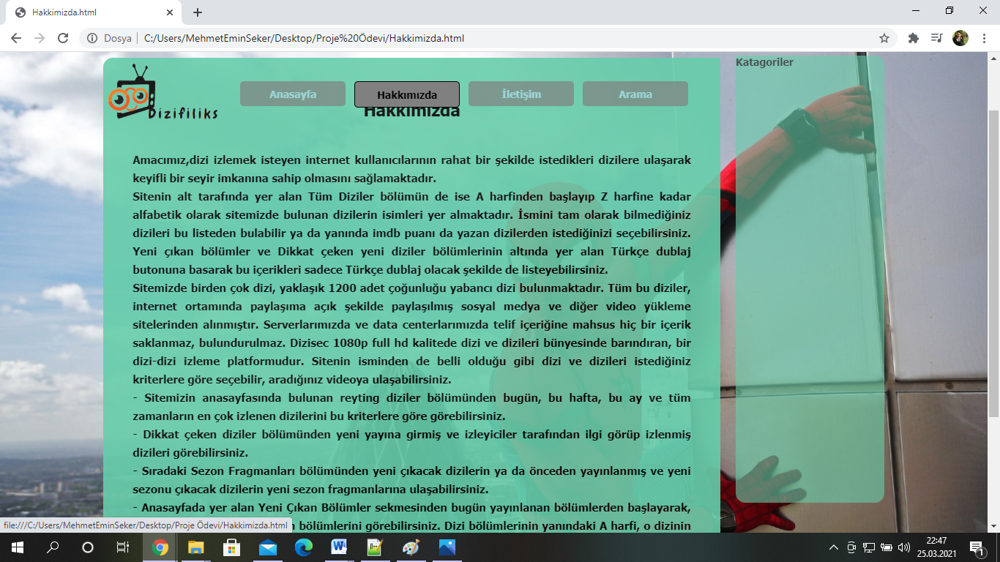 Hakkimizda.html
Dosya
C:/Users/MehmetEminSeker/Desktop/Proje%20Ödevi/Hakkimizda.html
Katagoriler
Dizifiliks
Anasayfa
Hakkımızda
İletişim
Arama
Hakkımızda
Amacımız,dizi izlemek isteyen internet kullanıcılarının rahat bir şekilde istedikleri dizilere ulaşarak
keyifli bir seyir imkanına sahip olmasını sağlamaktadır.
Sitenin alt tarafında yer alan Tüm Diziler bölümün de ise A harfinden başlayıp Z harfine kadar
alfabetik olarak sitemizde bulunan dizilerin isimleri yer almaktadır. İsmini tam olarak bilmediğiniz
dizileri bu listeden bulabilir ya da yanında imdb puanı da yazan dizilerden istediğinizi seçebilirsiniz.
Yeni çıkan bölümler ve Dikkat çeken yeni diziler bölümlerinin altında yer alan Türkçe dublaj
butonuna basarak bu içerikleri sadece Türkçe dublaj olacak şekilde de listeyebilirsiniz.
Sitemizde birden çok dizi, yaklaşık 1200 adet çoğunluğu yabancı dizi bulunmaktadır. Tüm bu diziler,
internet ortamında paylaşıma açık şekilde paylaşılmış sosyal medya ve diğer video yükleme
sitelerinden alınmıştır. Serverlarımızda ve data centerlarımızda telif içeriğine mahsus hiç bir içerik
saklanmaz, bulundurulmaz. Dizisec 1080p full hd kalitede dizi ve dizileri bünyesinde barındıran, bir
dizi-dizi izleme platformudur. Sitenin isminden de belli olduğu gibi dizi ve dizileri istediğiniz
kriterlere göre seçebilir, aradığınız videoya ulaşabilirsiniz.
- Sitemizin anasayfasında bulunan reyting diziler bölümünden bugün, bu hafta, bu ay ve tüm
zamanların en çok izlenen dizilerini bu kriterlere göre görebilirsiniz.
- Dikkat çeken diziler bölümünden yeni yayına girmiş ve izleyiciler tarafından ilgi görüp izlenmiş
dizileri görebilirsiniz.
- Sıradaki Sezon Fragmanları bölümünden yeni çıkacak dizilerin ya da önceden yayınlanmış ve yeni
sezonu çıkacak dizilerin yeni sezon fragmanlarına ulaşabilirsiniz.
- Anasayfada yer alan Yeni Çıkan Bölümler sekmesinden bugün yayınlanan bölümlerden başlayarak,
bölümlerini görebilirsiniz. Dizi bölümlerinin yanındaki A harfi, o dizinin
file:///C:/Users/MehmetEminSeker/Desktop/Proje Ödevi/Hakkimizda.html
22:47
25.03.2021
1